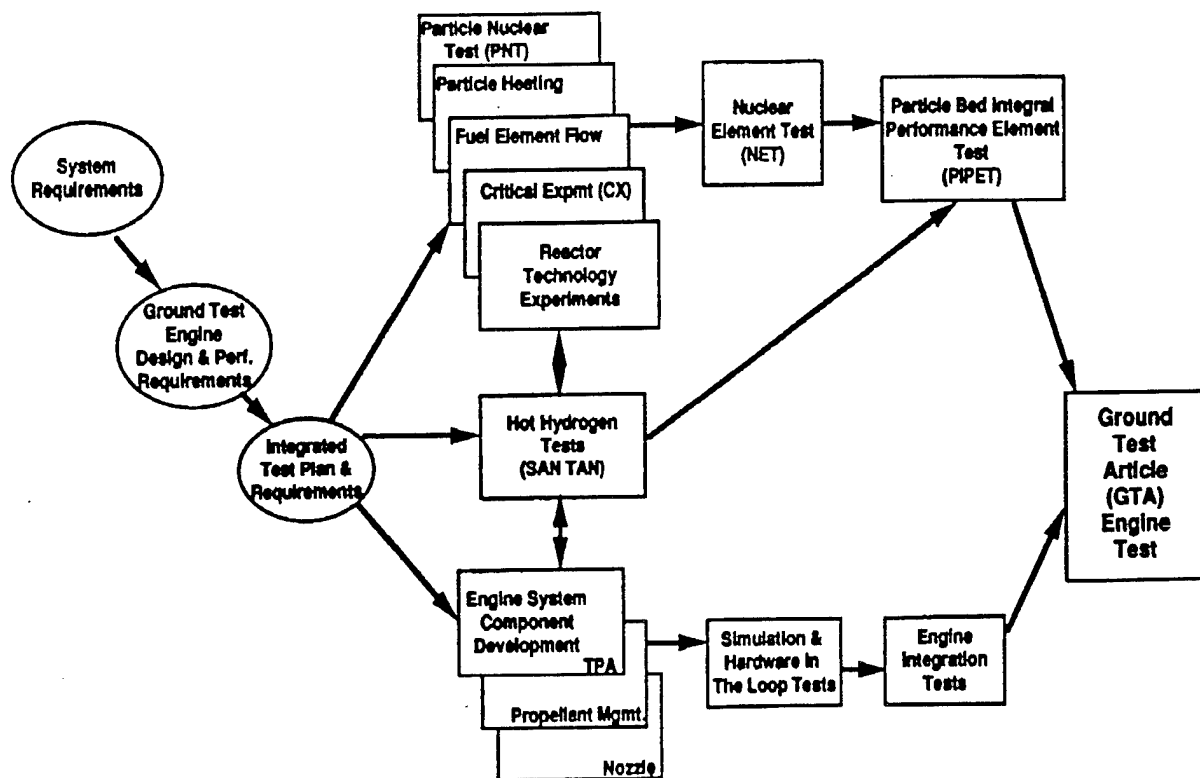 Particle Nuclear
Test (PNT)
Particle Heating
Fuel Element Flow
Critical Expmt (CX)
Reactor
Technology
Experiments
Nuclear
Element Test
(NET)
Particle Bed Integral
Performance Element
Test
(PIPET)
System
Requirements
Ground Test
Engine
Design & Perf.
Requirements
Integrated
Test Plan &
Requirements
Hot Hydrogen
Tests
(SAN TAN)
Ground
Test
Article
(GTA)
Engine
Test
Engine System
Component
Development
TPA
Propellant Mgmt.
Nozzle
Simulation &
Hardware In
The Loop Tests
Engine
Integration
Tests